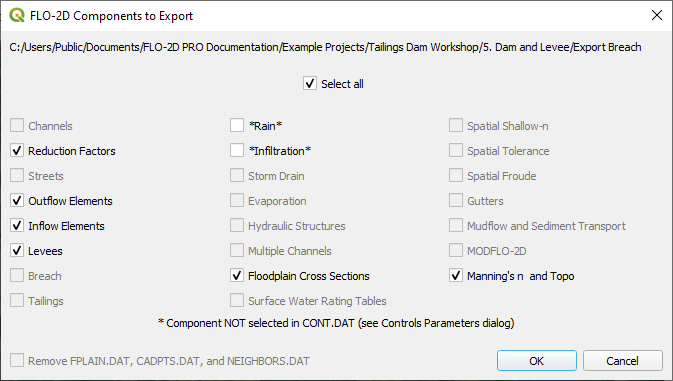 FLO-2D Components to Export
C:/Users/Public/Documents/FLO-2D PRO Documentation/Example Projects/Tailings Dam Workshop/5. Dam and Levee/Export Breach
Select all
Channels
*Rain*
Spatial Shallow-n
Reduction Factors
*Infiltration*
Spatial Tolerance
Streets
Storm Drain
Spatial Froude
Outflow Elements
Evaporation
Gutters
Inflow Elements
Hydraulic Structures
Mudflow and Sediment Transport
Levees
Multiple Channels
MODFLO-2D
Breach
Floodplain Cross Sections
Manning's n and Topo
Tailings
Surface Water Rating Tables
* Component NOT selected in CONT.DAT (see Controls Parameters dialog)
Remove FPLAIN.DAT, CADPTS.DAT, and NEIGHBORS.DAT
OK
Cancel